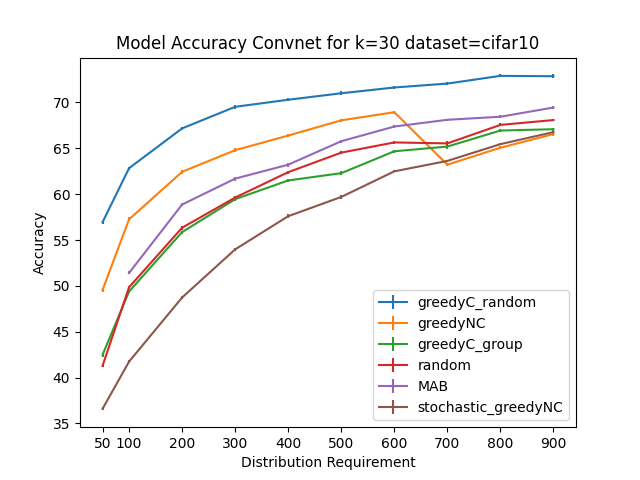 Model Accuracy Convnet for k=30 dataset=cifar10
Accuracy
70
65
60
55
50
45
40
35
greedyC_random
greedyNC
greedyC_group
random
MAB
stochastic_greedyNC
50 100 200 300 400 500 600 700 800 900
Distribution Requirement